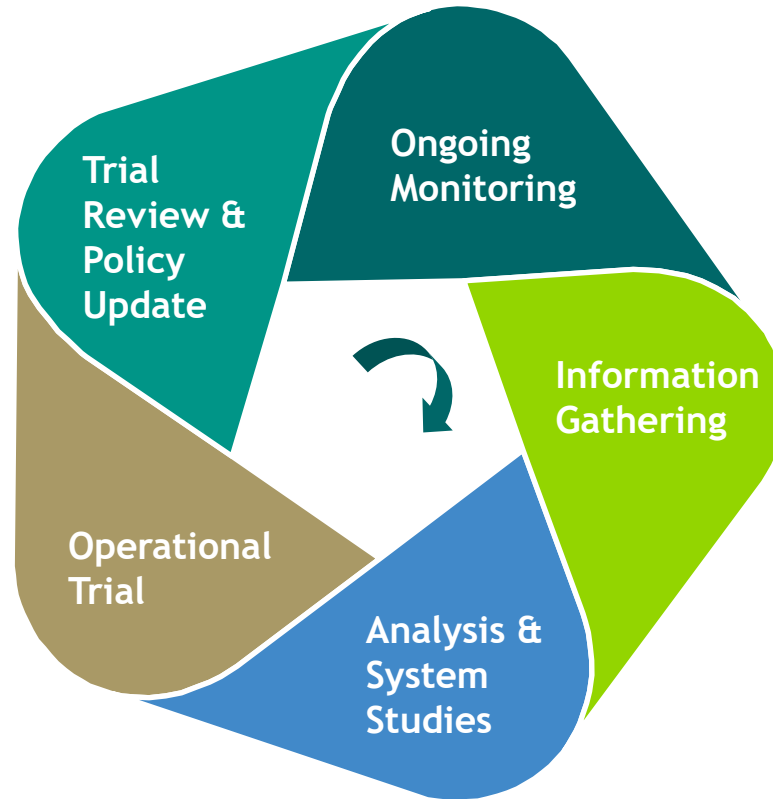 Ongoing
Monitoring
Information
Gathering
Analysis &
System
Studies
Operational
Trial
Trial
Review &
Policy
Update